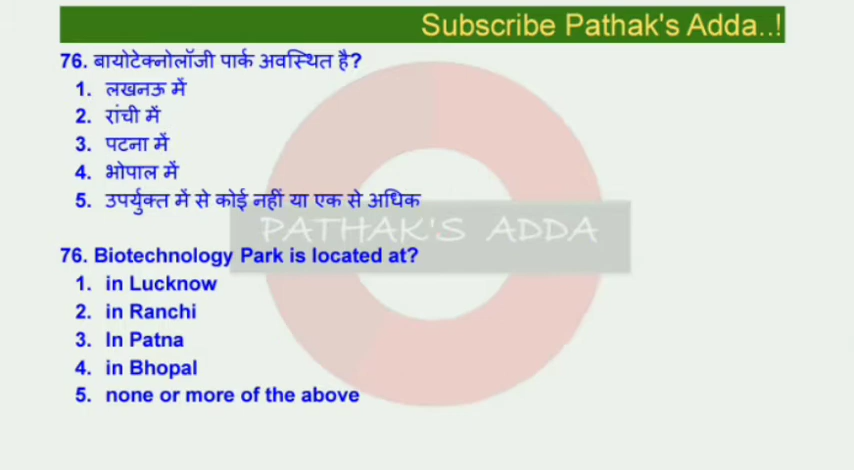 Subscribe Pathak's Adda..!
76. बायोटेक्नोलॉजी पार्क अवस्थित है?
1. लखनऊ में
2. रांची में
3. पटना में
4. भोपाल में
5. उपर्युक्त में से कोई नहीं या एक से अधिक
PATHAK'S ADDA
76. Biotechnology Park is located at?
1. in Lucknow
2. in Ranchi
3. In Patna
4. in Bhopal
5. none or more of the above